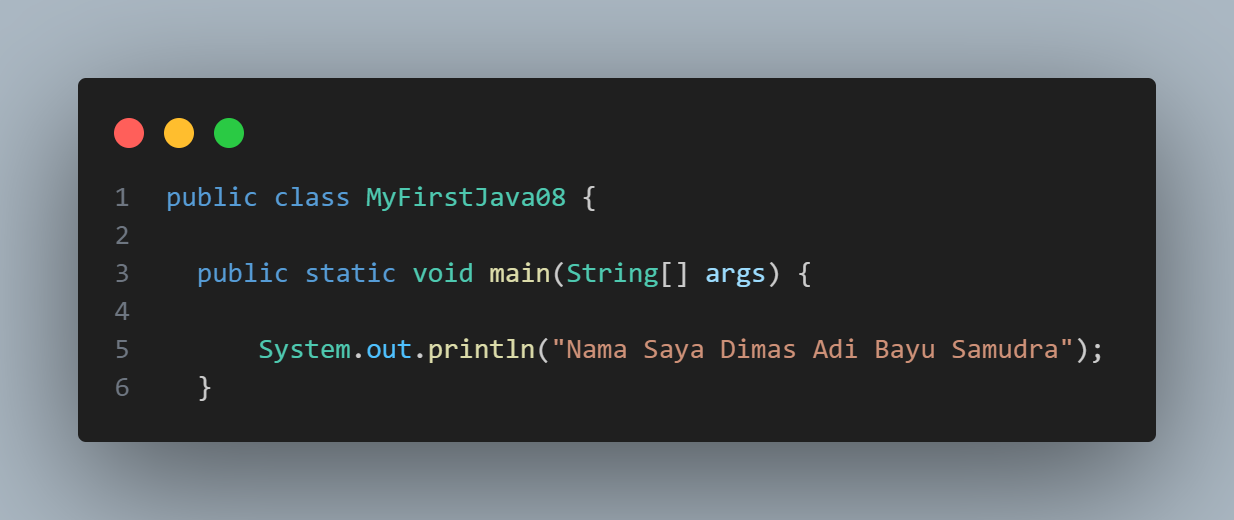 1 public class MyFirstJava08 {
2
3 public static void main(String[] args) {
4
5 System.out.println("Nama Saya Dimas Adi Bayu Samudra");
6 }